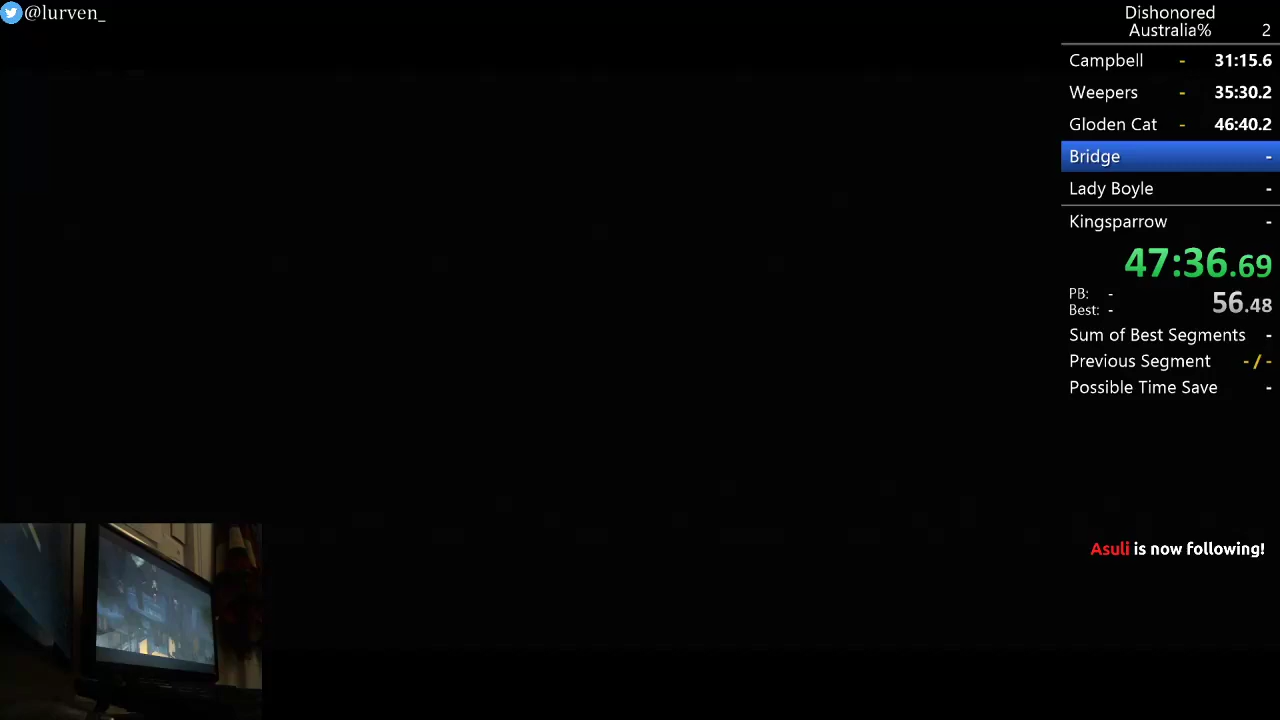 @lurven_
Dishonored
Australia% 2
Campbell - 31:15.6
Weepers - 35:30.2
Gloden Cat - 46:40.2
Bridge -
Lady Boyle -
Kingsparrow -
47:36.69
PB: -
56.48
Best: -
Sum of Best Segments -
Previous Segment - / -
Possible Time Save -
Asuli is now following!